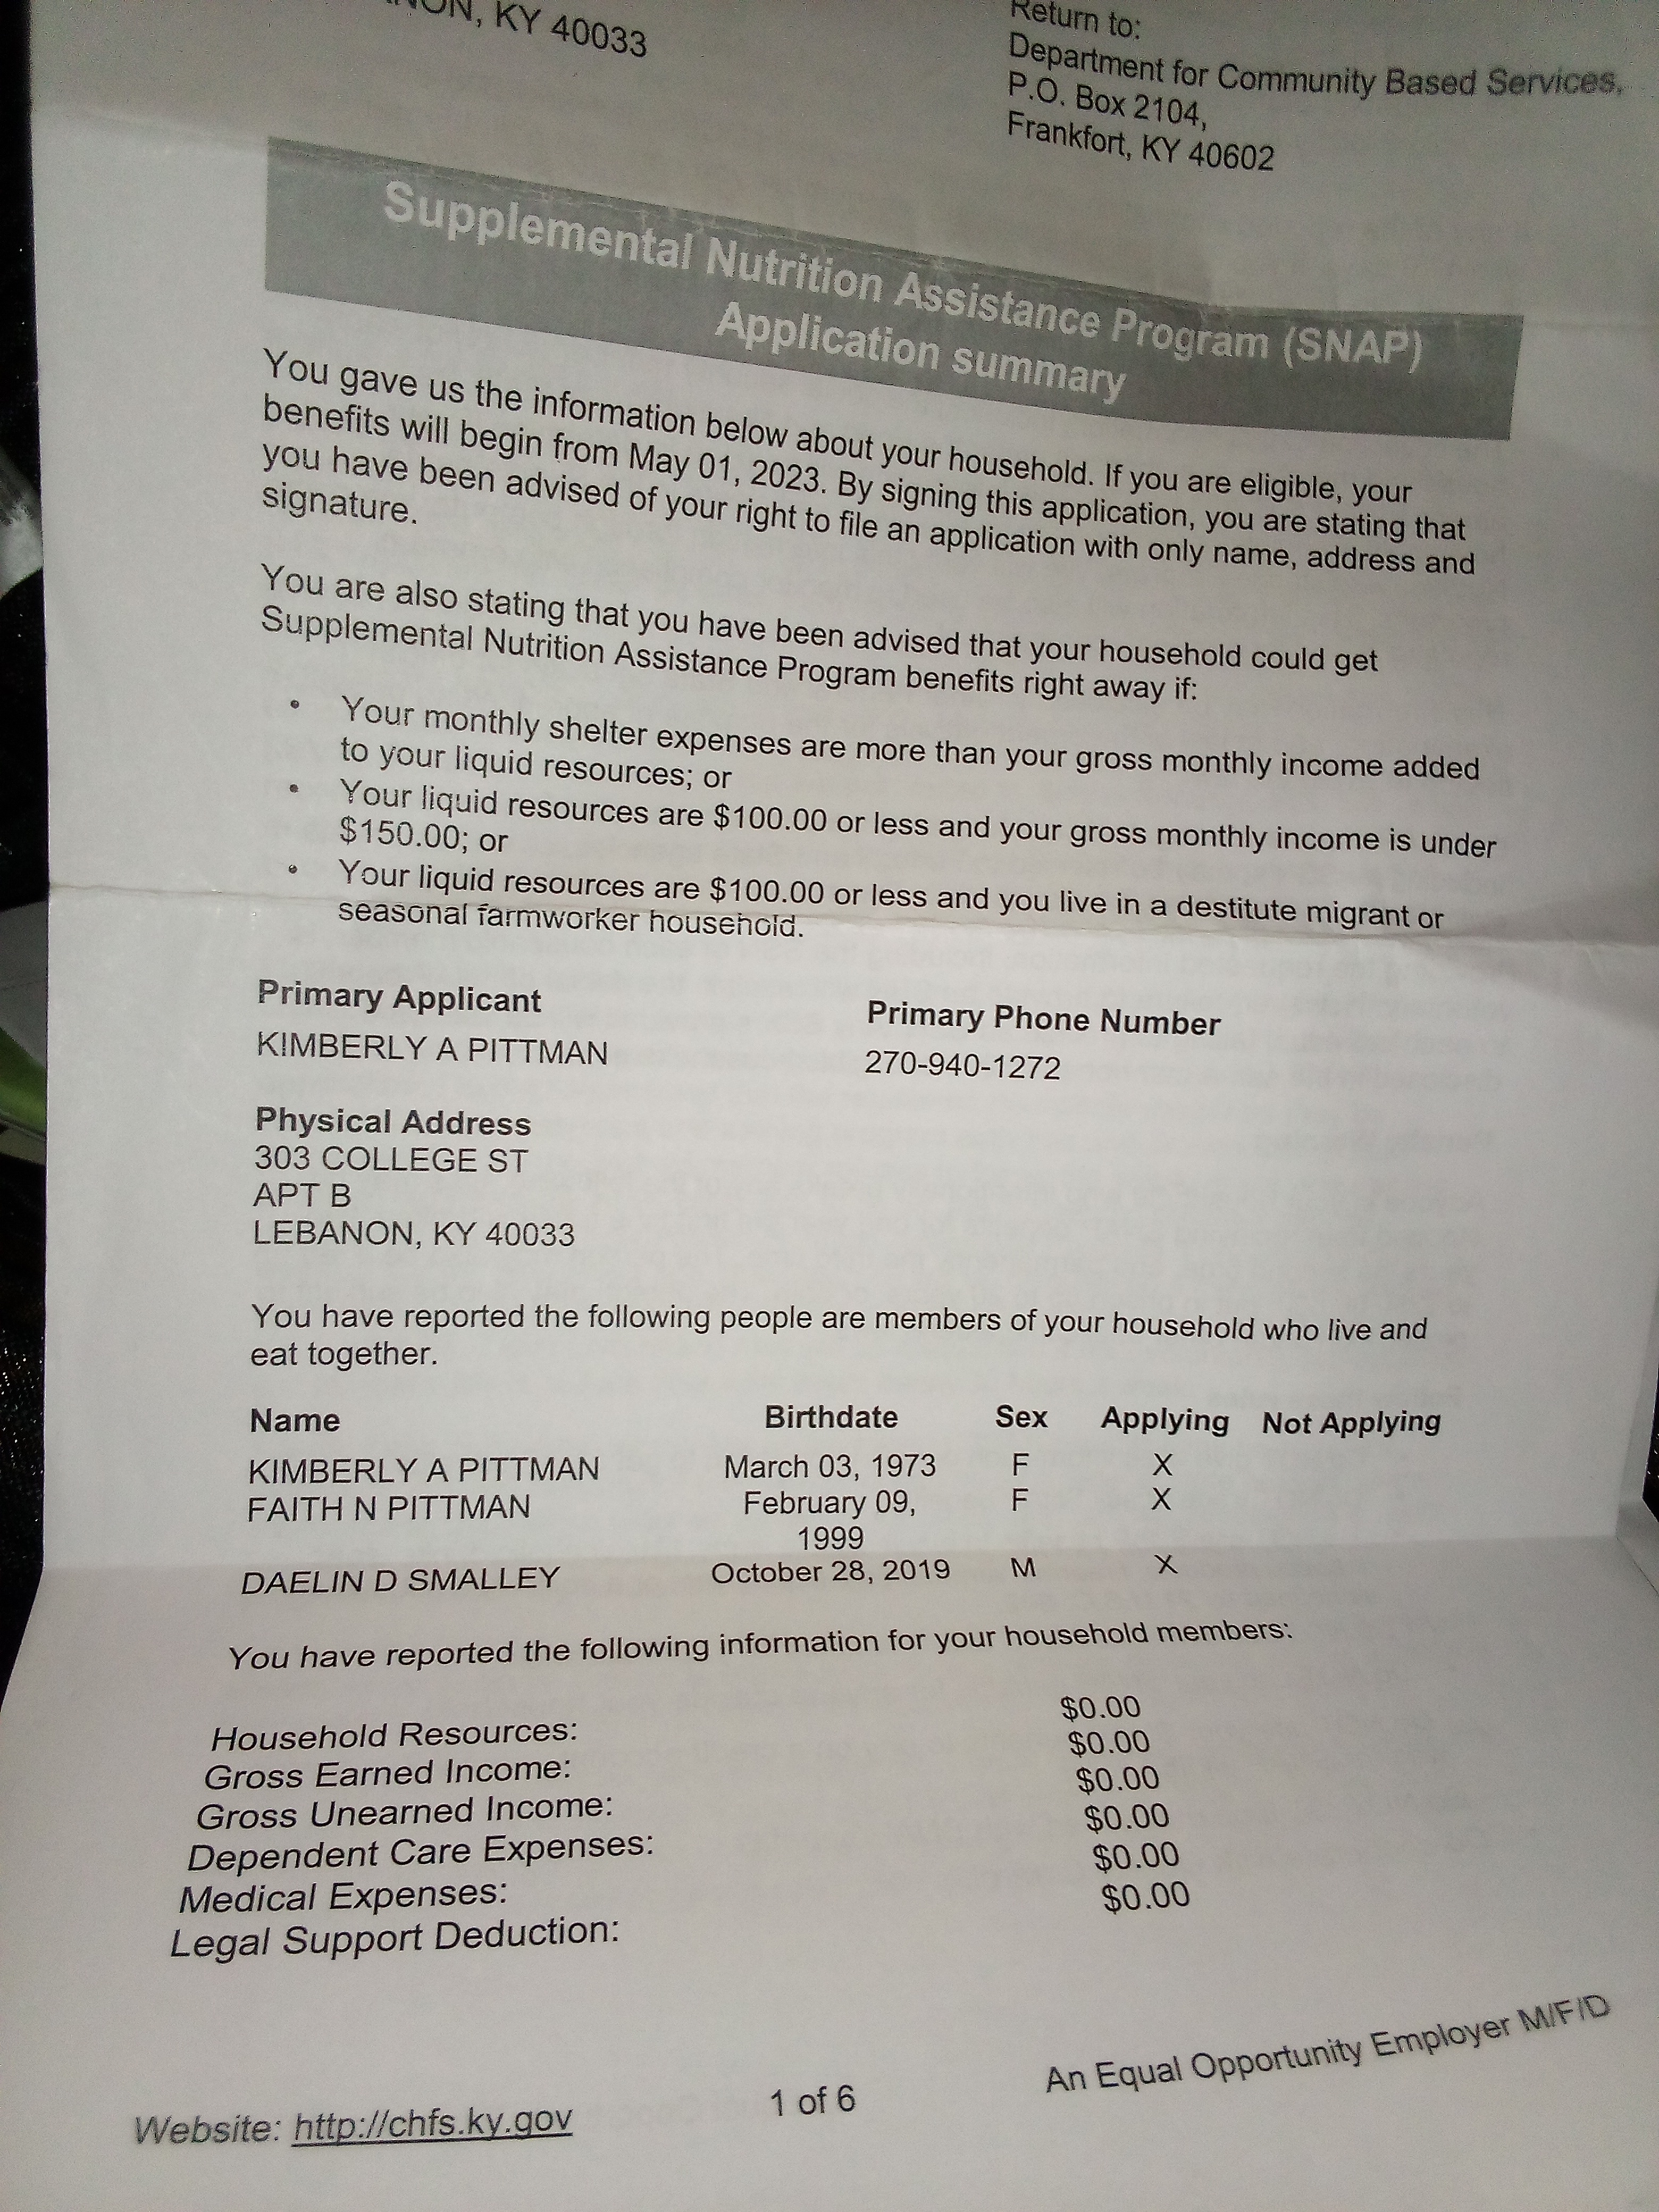 NON, KY 40033
Return to:
Department for Community Based Services,
P.O. Box 2104,
Frankfort, KY 40602
Supplemental Nutrition Assistance Program (SNAP)
Application summary
You gave us the information below about your household. If you are eligible, your
benefits will begin from May 01, 2023. By signing this application, you are stating that
you have been advised of your right to file an application with only name, address and
signature.
You are also stating that you have been advised that your household could get
Supplemental Nutrition Assistance Program benefits right away if:
• Your monthly shelter expenses are more than your gross monthly income added
to your liquid resources; or
• Your liquid resources are $100.00 or less and your gross monthly income is under
$150.00; or
• Your liquid resources are $100.00 or less and you live in a destitute migrant or
seasonal farmworker household.
Primary Applicant
KIMBERLY A PITTMAN
Primary Phone Number
270-940-1272
Physical Address
303 COLLEGE ST
APT B
LEBANON, KY 40033
You have reported the following people are members of your household who live and
eat together.
Name Birthdate Sex Applying Not Applying
KIMBERLY A PITTMAN March 03, 1973 F X
FAITH N PITTMAN February 09, F X
1999
DAELIN D SMALLEY October 28, 2019 M X
You have reported the following information for your household members:
Household Resources: $0.00
Gross Earned Income: $0.00
Gross Unearned Income: $0.00
Dependent Care Expenses: $0.00
Medical Expenses: $0.00
Legal Support Deduction: $0.00
Website: http://chfs.ky.gov
1 of 6
An Equal Opportunity Employer M/F/D